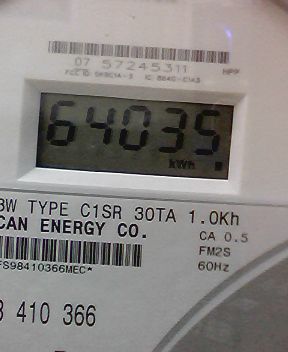 07 57245311
64035
kWh
3W TYPE C1SR 30TA 1.0Kh
CAN ENERGY CO.
CA 0.5
FM2S
60Hz
FS98410366MEC*
410 366